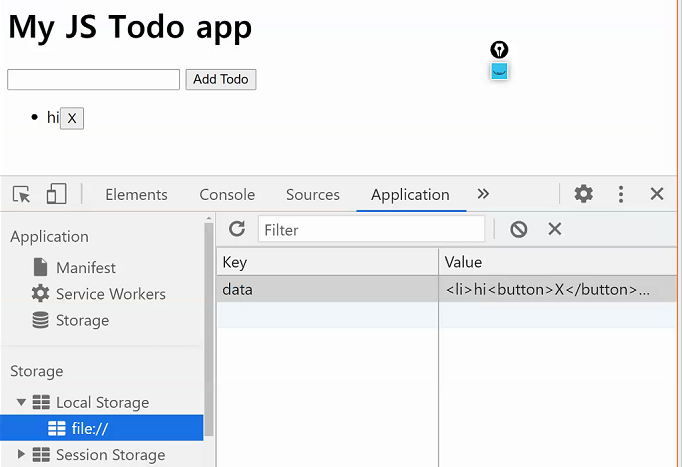 My JS Todo app
Add Todo
hi X
Elements Console Sources Application »
Application
Manifest
Service Workers
Storage
Storage
Local Storage
file://
Session Storage
Filter
Key Value
data <li>hi<button>X</button>...